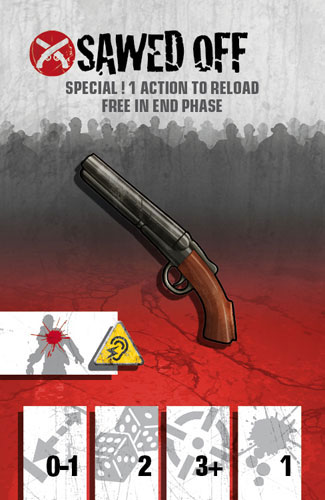 SAWED OFF
SPECIAL ! 1 ACTION TO RELOAD
FREE IN END PHASE
0-1 2 3+ 1